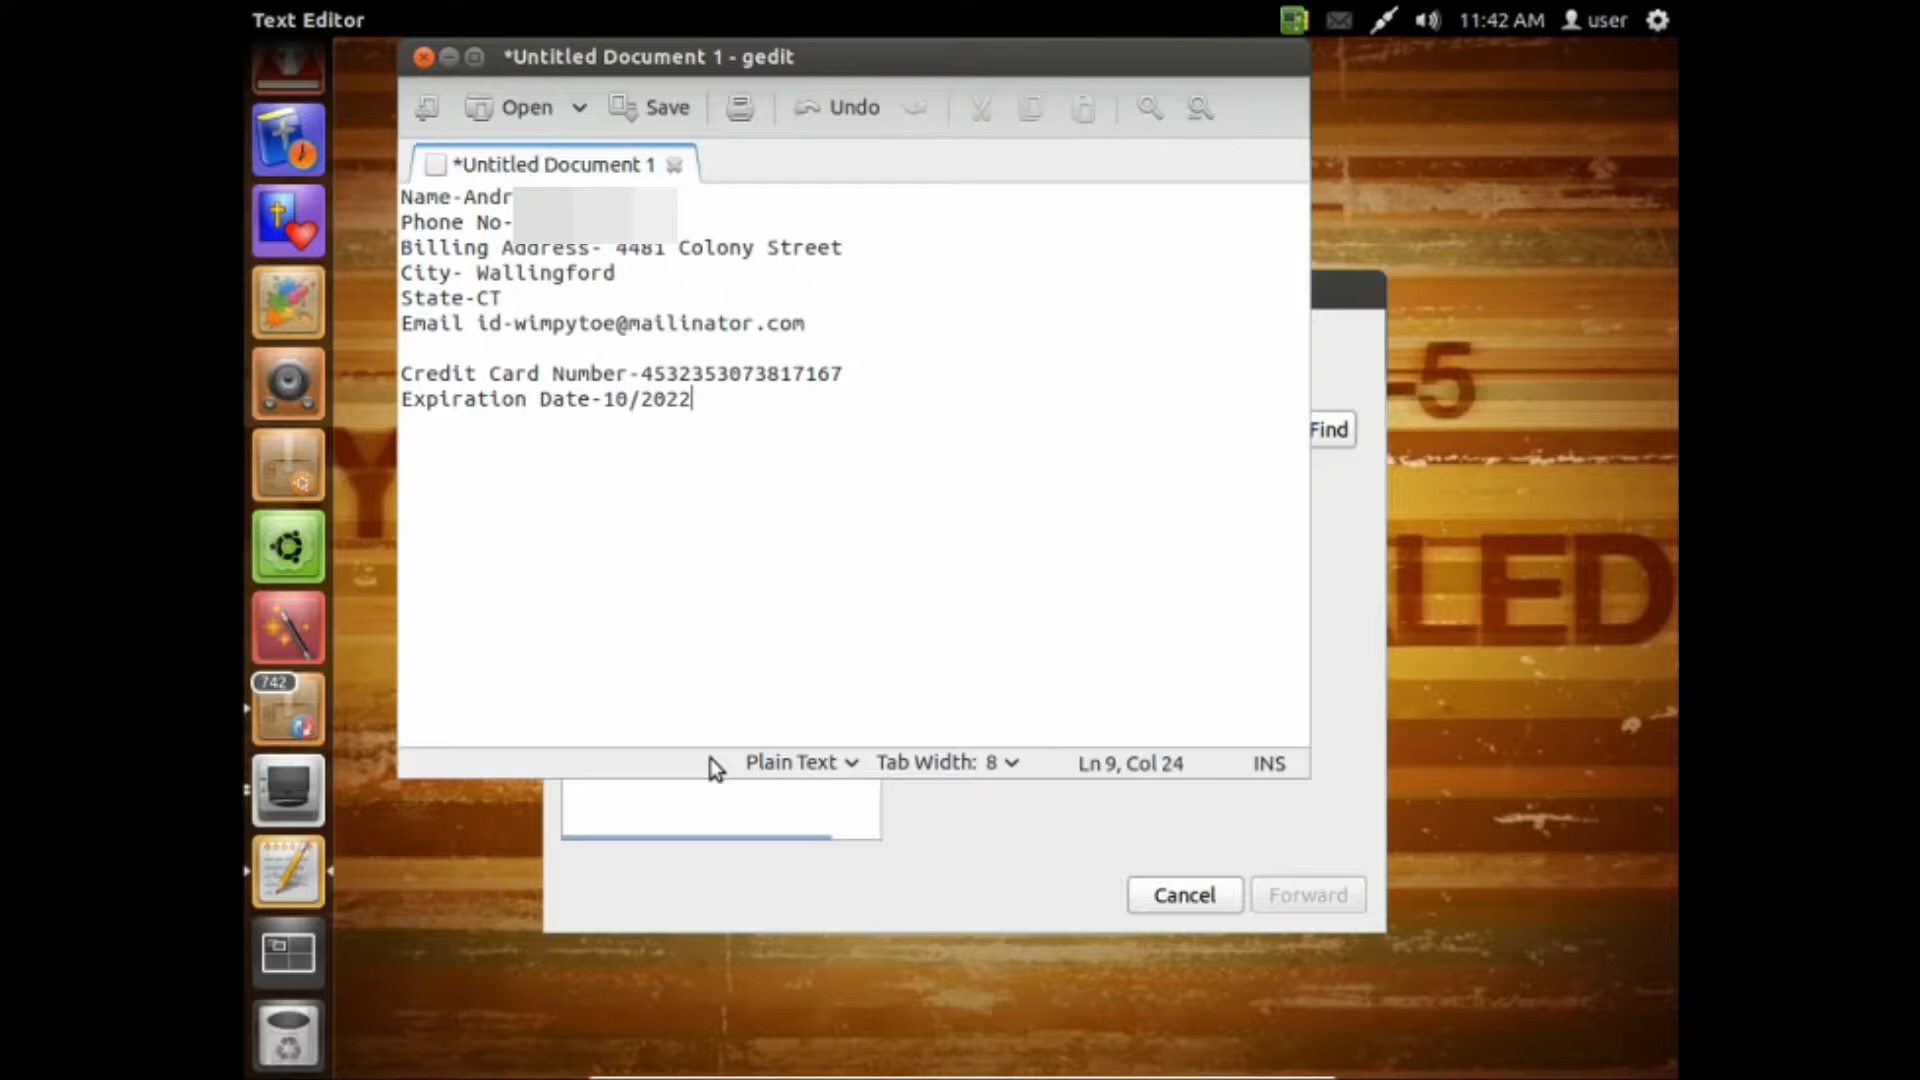 Text Editor
11:42 AM
user
*Untitled Document 1 - gedit
Open
Save
Undo
*Untitled Document 1
Name-Andr
Phone No-
Billing Address- 4481 Colony Street
City- Wallingford
State-CT
Email id-wimpytoe@mailinator.com
Credit Card Number-4532353073817167
Expiration Date-10/2022
-5
Find
Y
LED
742
Plain Text
Tab Width: 8
Ln 9, Col 24
INS
Cancel
Forward